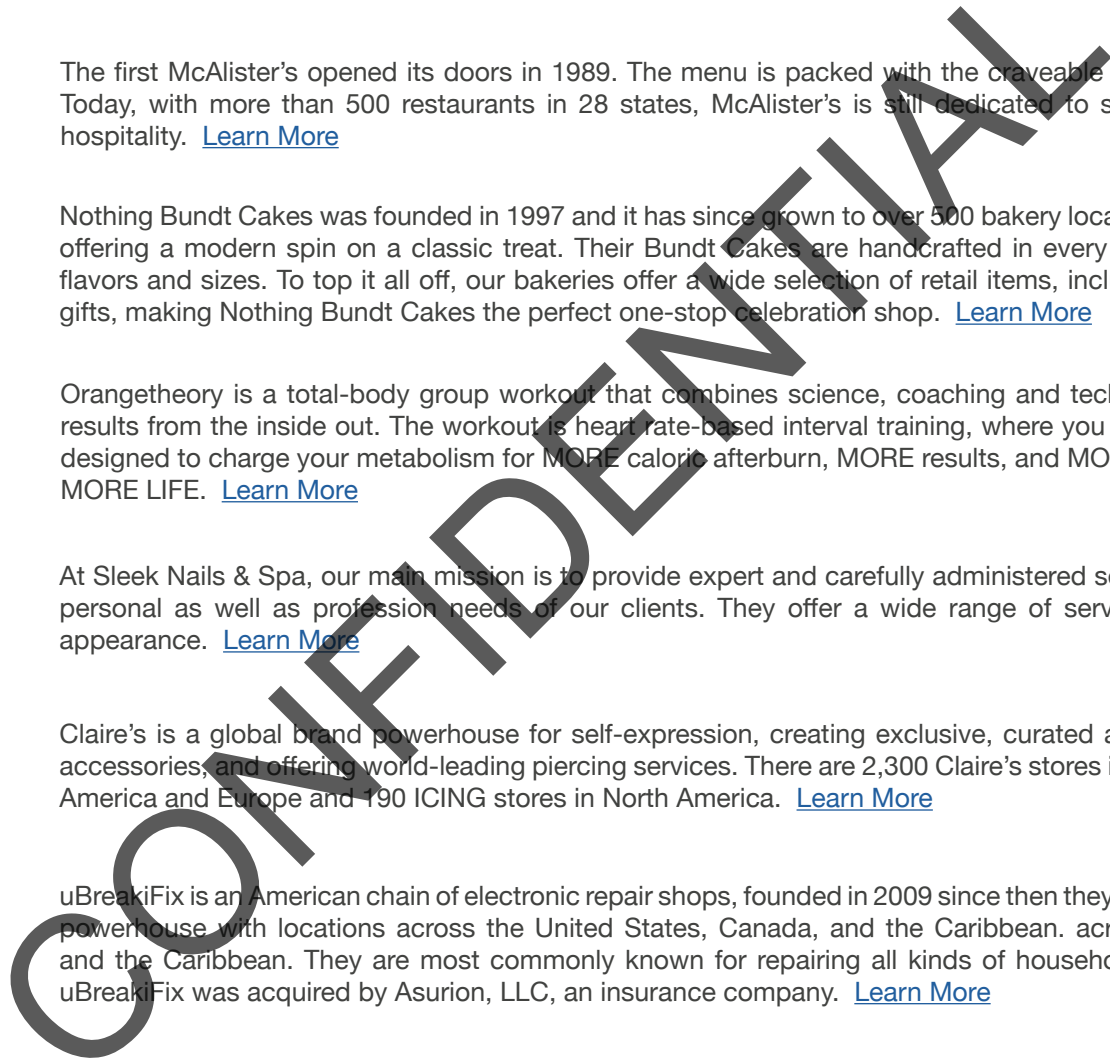 The first McAlister’s opened its doors in 1989. The menu is packed with the craveable
Today, with more than 500 restaurants in 28 states, McAlister’s is still dedicated to
hospitality. Learn More
Nothing Bundt Cakes was founded in 1997 and it has since grown to over 500 bakery
offering a modern spin on a classic treat. Their Bundt Cakes are handcrafted in every
flavors and sizes. To top it all off, our bakeries offer a wide selection of retail items,
gifts, making Nothing Bundt Cakes the perfect one-stop celebration shop. Learn More
Orangetheory is a total-body group workout that combines science, coaching and
results from the inside out. The workout is heart rate-based interval training, where you
designed to charge your metabolism for MORE caloric afterburn, MORE results, and
MORE LIFE. Learn More
At Sleek Nails & Spa, our main mission is to provide expert and carefully administered
personal as well as profession needs of our clients. They offer a wide range of
appearance. Learn More
Claire’s is a global brand powerhouse for self-expression, creating exclusive, curated
accessories, and offering world-leading piercing services. There are 2,300 Claire’s stores
America and Europe and 190 ICING stores in North America. Learn More
uBreakiFix is an American chain of electronic repair shops, founded in 2009 since then they
powerhouse with locations across the United States, Canada, and the Caribbean.
and the Caribbean. They are most commonly known for repairing all kinds of
uBreakiFix was acquired by Asurion, LLC, an insurance company. Learn More
CONFIDENTIAL